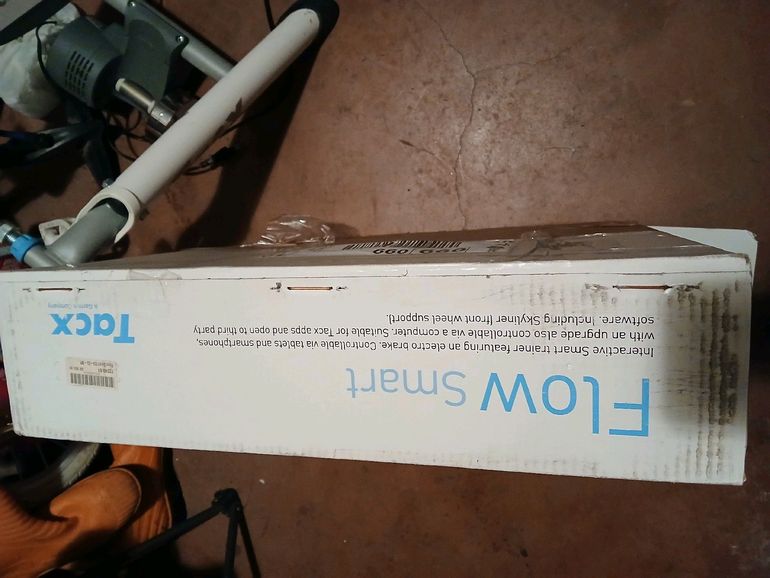 FLOW Smart
Interactive Smart trainer featuring an electro brake. Controllable via tablets and smartphones,
with an upgrade also controllable via a computer. Suitable for Tacx apps and open to third party
software. Including Skyliner (front wheel support).
Tacx
a Garmin company